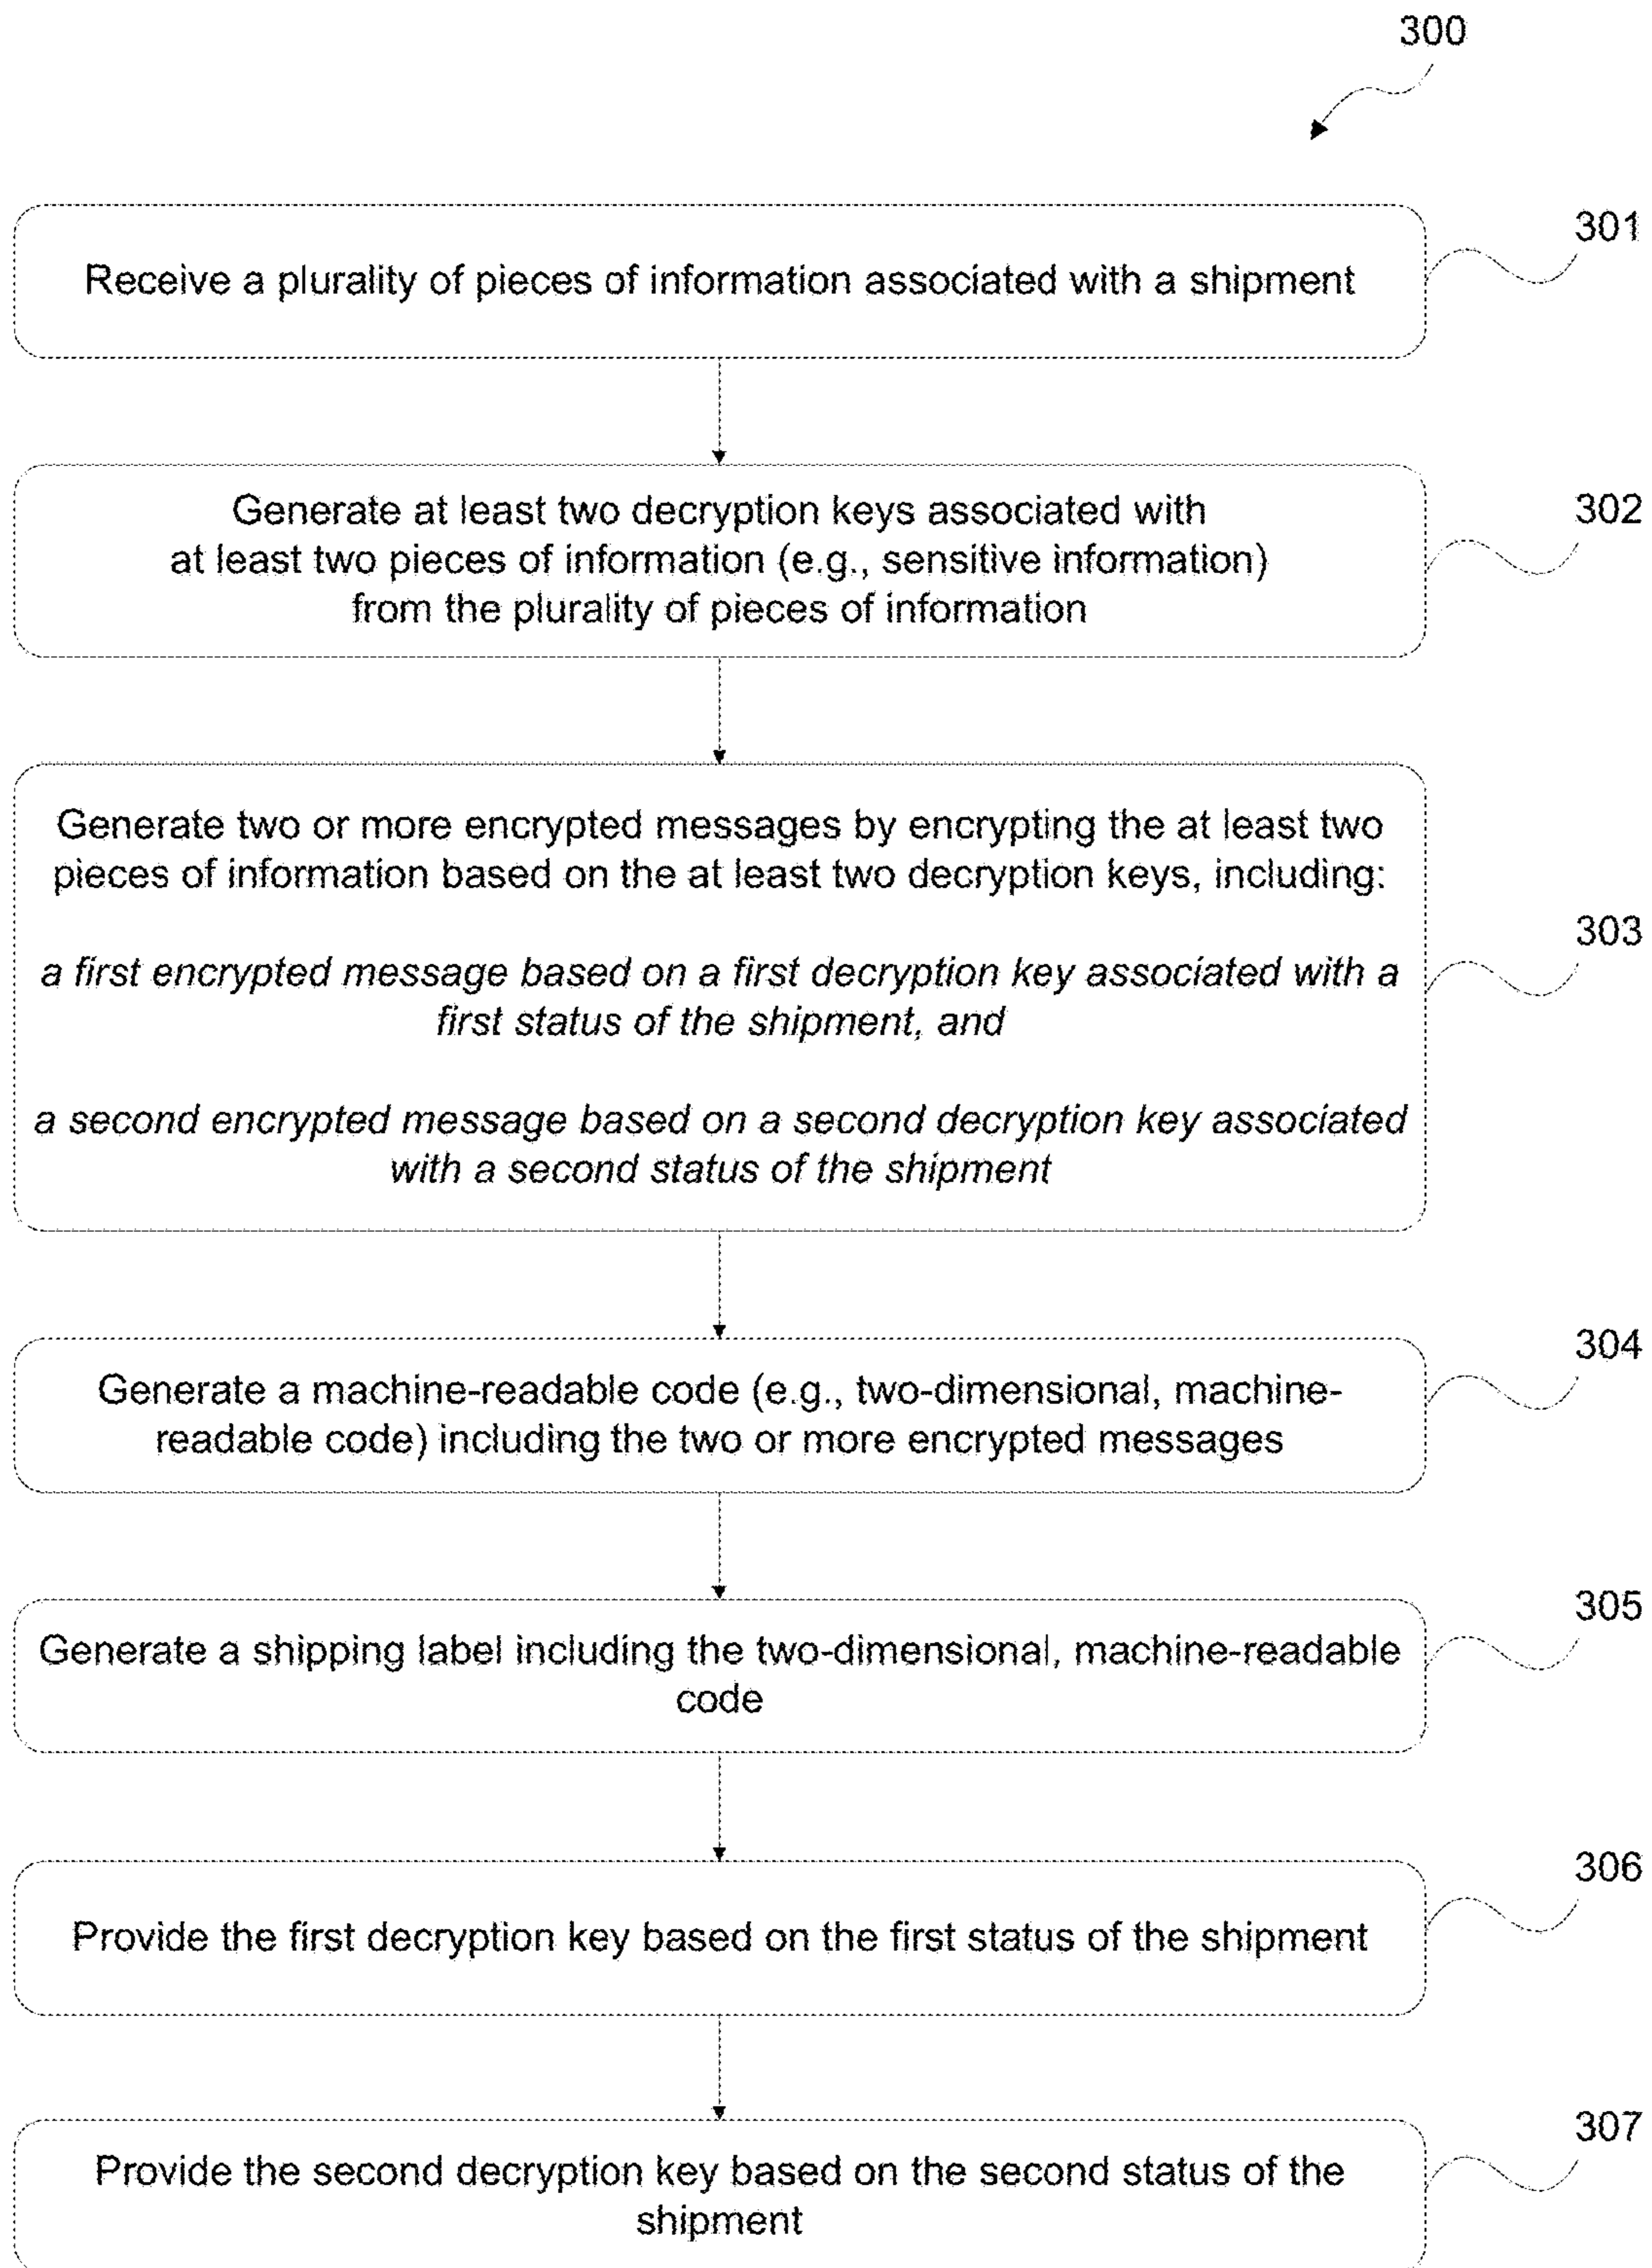 300
301
Receive a plurality of pieces of information associated with a shipment
302
Generate at least two decryption keys associated with
at least two pieces of information (e.g., sensitive information)
from the plurality of pieces of information
Generate two or more encrypted messages by encrypting the at least two
pieces of information based on the at least two decryption keys, including:
303
a first encrypted message based on a first decryption key associated with a
first status of the shipment, and
a second encrypted message based on a second decryption key associated
with a second status of the shipment
304
Generate a machine-readable code (e.g., two-dimensional, machine-
readable code) including the two or more encrypted messages
305
Generate a shipping label including the two-dimensional, machine-readable
code
306
Provide the first decryption key based on the first status of the shipment
307
Provide the second decryption key based on the second status of the
shipment